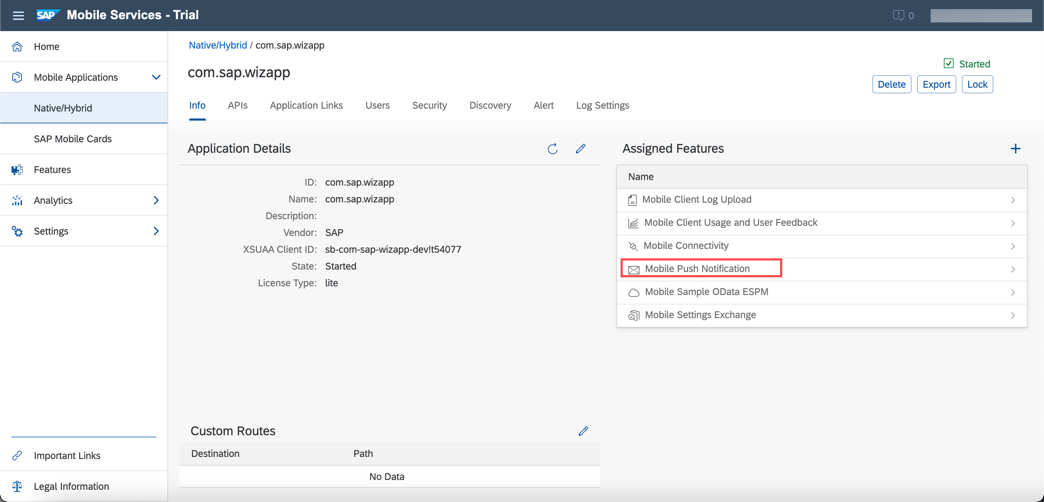 SAP Mobile Services - Trial
0
Home
Mobile Applications
Native/Hybrid
SAP Mobile Cards
Features
Analytics
Settings
Important Links
Legal Information
Native/Hybrid / com.sap.wizapp
com.sap.wizapp
Started
Delete Export Lock
Info APIs Application Links Users Security Discovery Alert Log Settings
Application Details
ID: com.sap.wizapp
Name: com.sap.wizapp
Description:
Vendor: SAP
XSUAA Client ID: sb-com-sap-wizapp-dev!t54077
State: Started
License Type: lite
Custom Routes
Destination Path
No Data
Assigned Features
Name
Mobile Client Log Upload
Mobile Client Usage and User Feedback
Mobile Connectivity
Mobile Push Notification
Mobile Sample OData ESPM
Mobile Settings Exchange